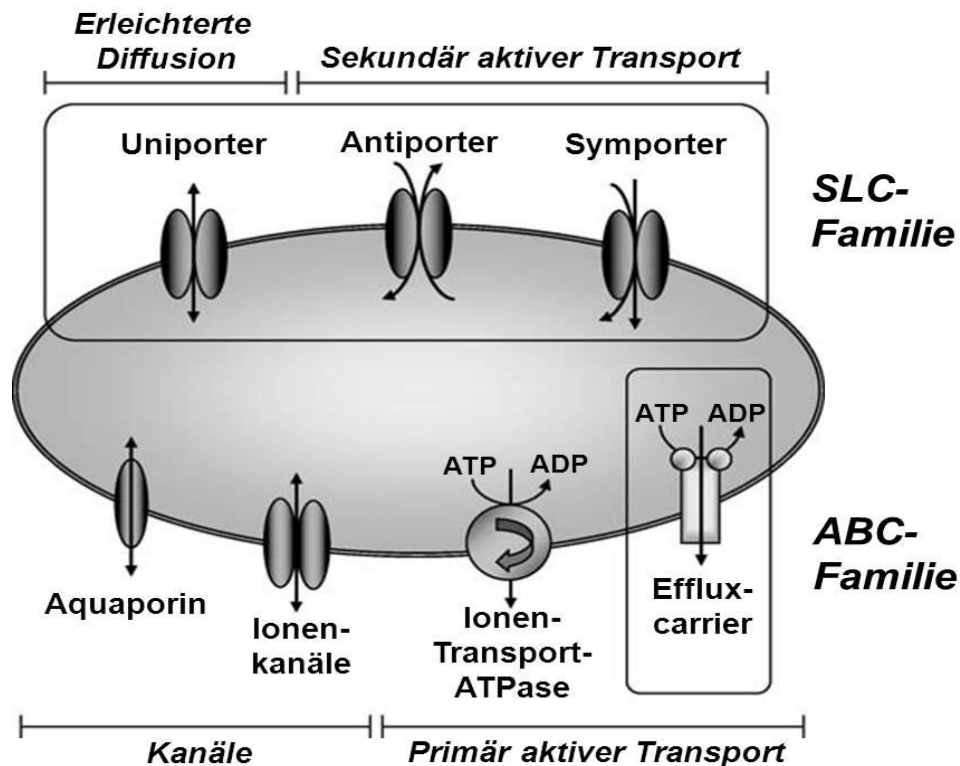 Erleichterte
Diffusion
Sekundär aktiver Transport
Uniporter
Antiporter
Symporter
SLC-
Familie
ATP
ADP
ATP
ADP
ABC-
Familie
Aquaporin
Ionen-
kanäle
Ionen-
Transport-
ATPase
Efflux-
carrier
Kanäle
Primär aktiver Transport